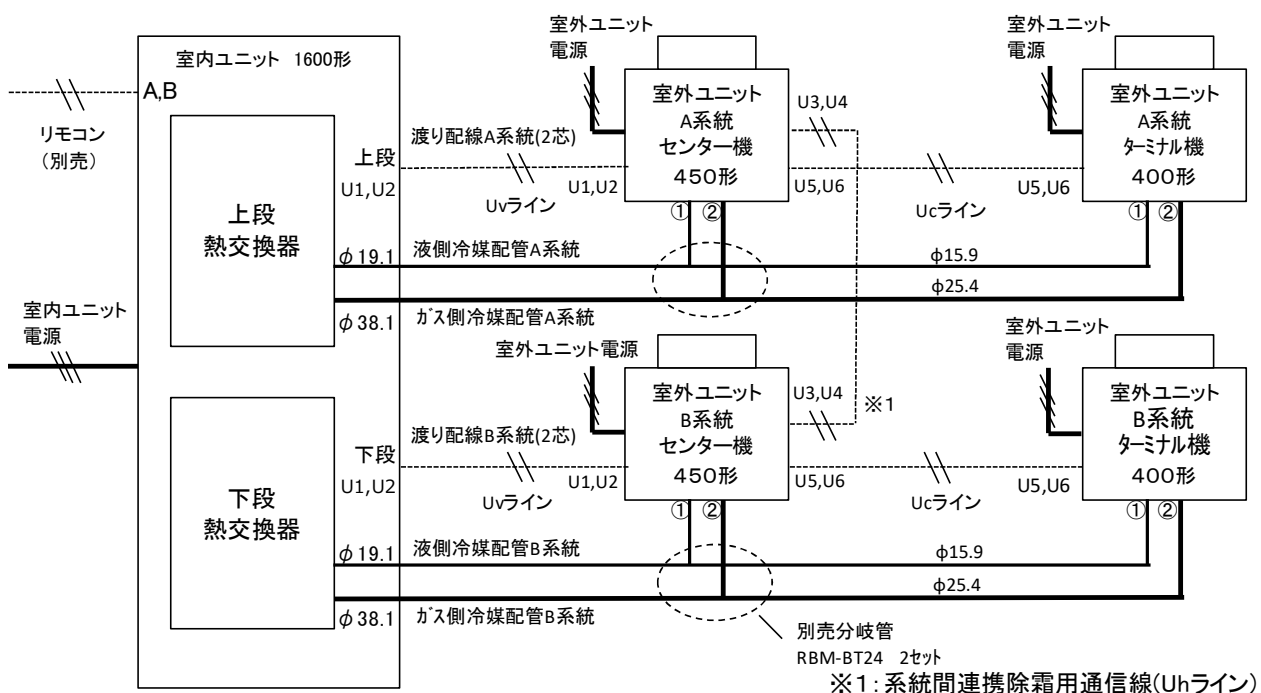 室内ユニット 1600形
A,B
リモコン
（別売）
上段
熱交換器
上段
U1,U2
φ19.1
φ38.1
室内ユニット
電源
下段
熱交換器
下段
U1,U2
φ19.1
φ38.1
渡り配線A系統(2芯)
Uvライン
U1,U2
液側冷媒配管A系統
ガス側冷媒配管A系統
室外ユニット
電源
室外ユニット
A系統
センター機
450形
① ②
U3,U4
U5,U6
Ucライン
U5,U6
φ15.9
φ25.4
室外ユニット
電源
室外ユニット
A系統
ターミナル機
400形
① ②
室外ユニット電源
渡り配線B系統(2芯)
Uvライン
U1,U2
液側冷媒配管B系統
ガス側冷媒配管B系統
室外ユニット
B系統
センター機
450形
① ②
U3,U4
※1
U5,U6
Ucライン
U5,U6
φ15.9
φ25.4
室外ユニット
電源
室外ユニット
B系統
ターミナル機
400形
① ②
別売分岐管
RBM-BT24 2セット
※1：系統間連携除霜用通信線(Uhライン)